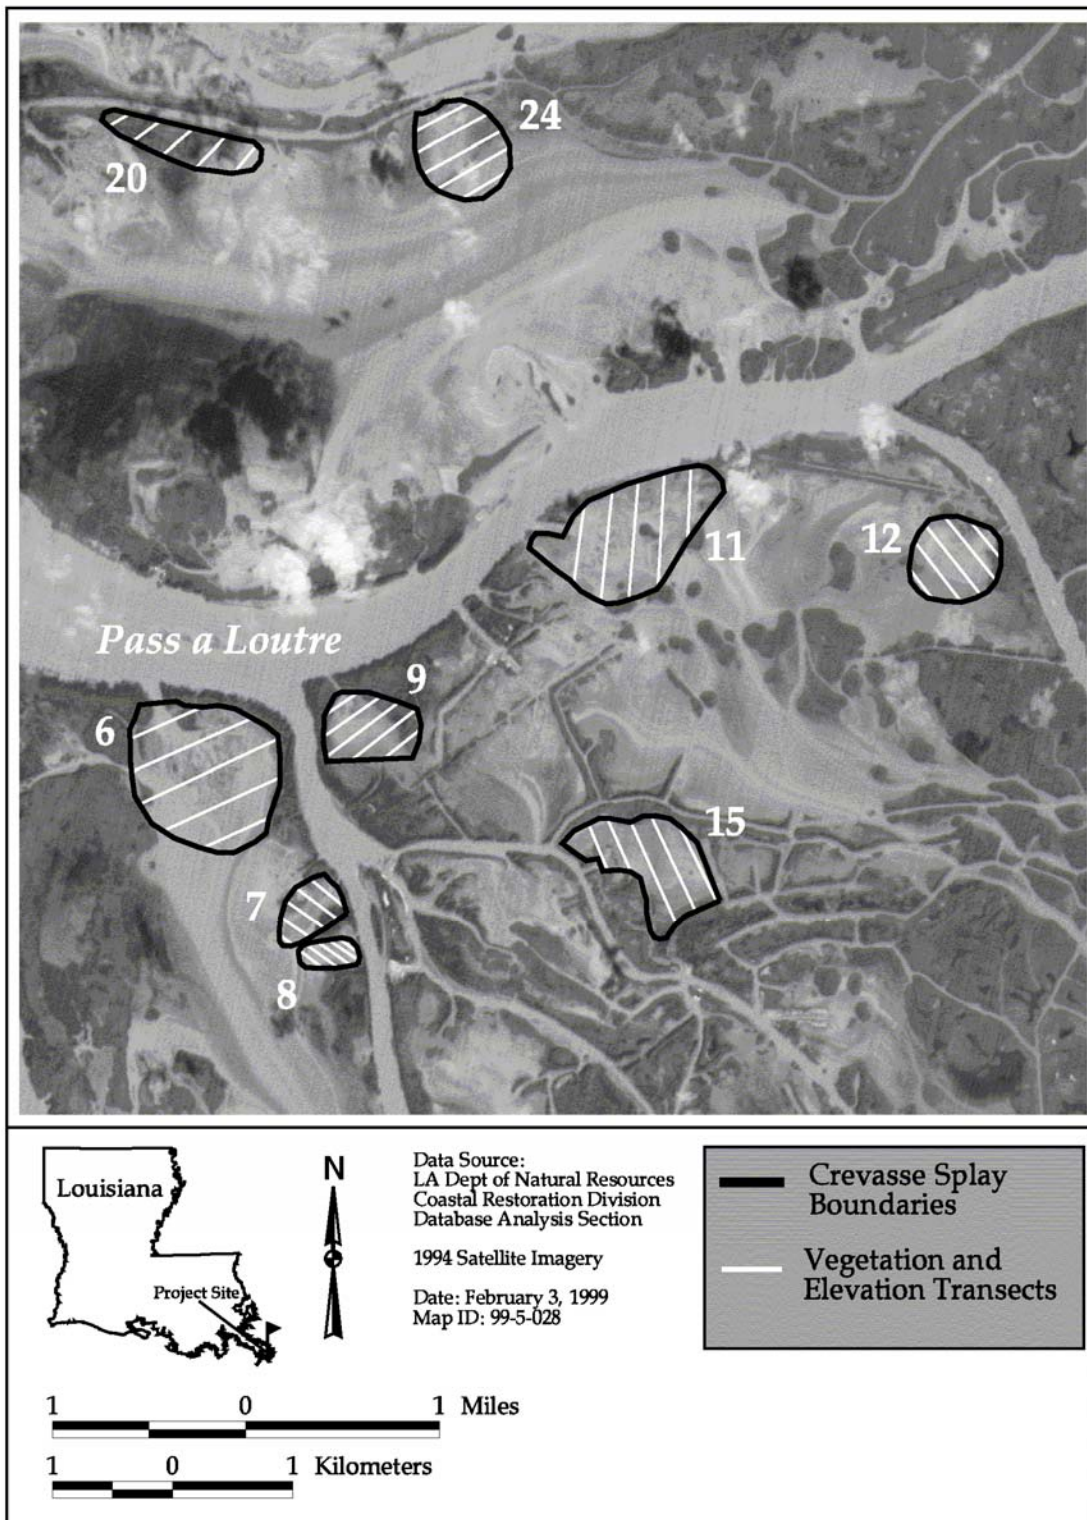 24
20
11
12
Pass a Loutre
9
6
15
7
8
Louisiana
Project Site
N
Data Source:
LA Dept of Natural Resources
Coastal Restoration Division
Database Analysis Section
1994 Satellite Imagery
Date: February 3, 1999
Map ID: 99-5-028
Crevasse Splay
Boundaries
Vegetation and
Elevation Transects
1 0 1 Miles
1 0 1 Kilometers